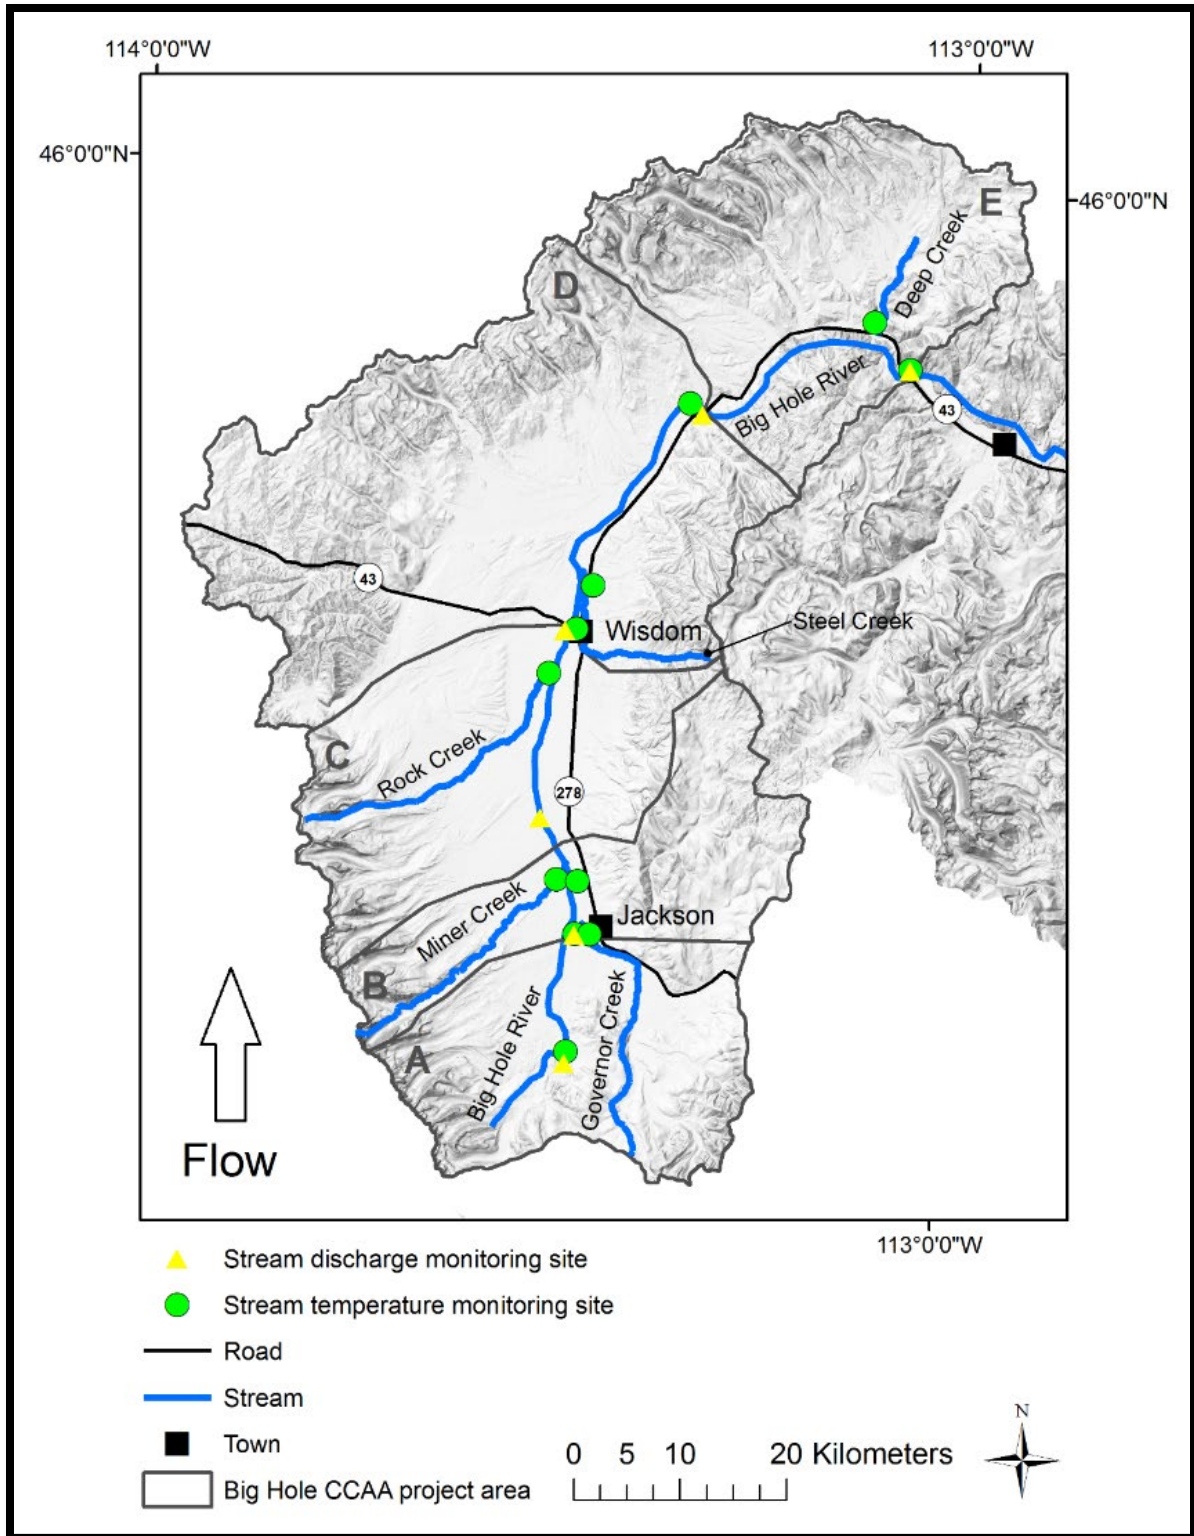 114°0'0"W
113°0'0"W
46°0'0"N
46°0'0"N
E
Deep Creek
D
Big Hole River
43
43
Steel Creek
Wisdom
C
Rock Creek
278
Miner Creek
Jackson
B
A
Big Hole River
Governor Creek
Flow
113°0'0"W
Stream discharge monitoring site
Stream temperature monitoring site
Road
Stream
Town
Big Hole CCAA project area
0 5 10 20 Kilometers
N